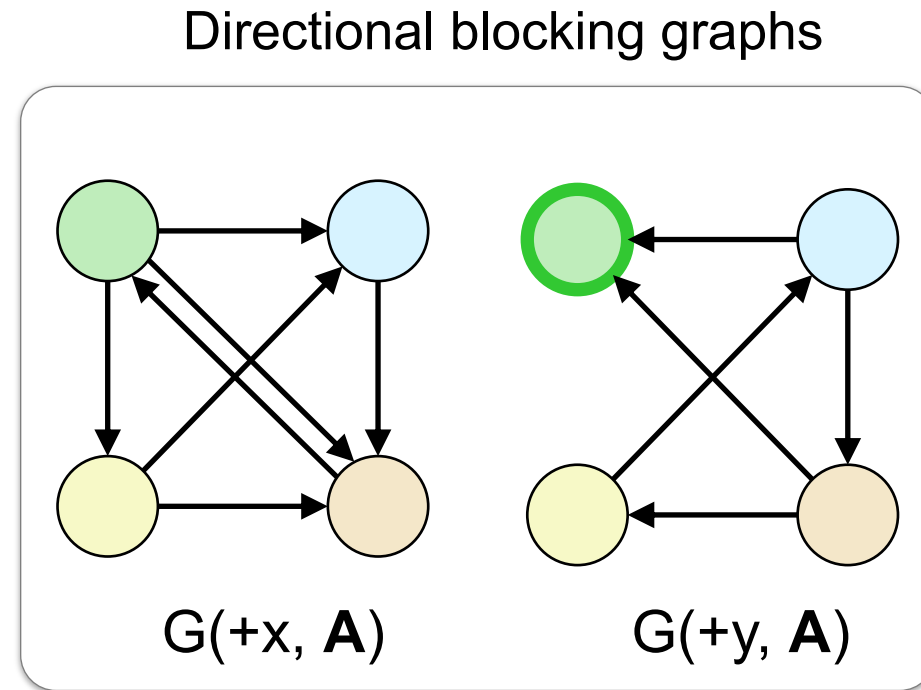 Directional blocking graphs
G(+x, A)
G(+y, A)